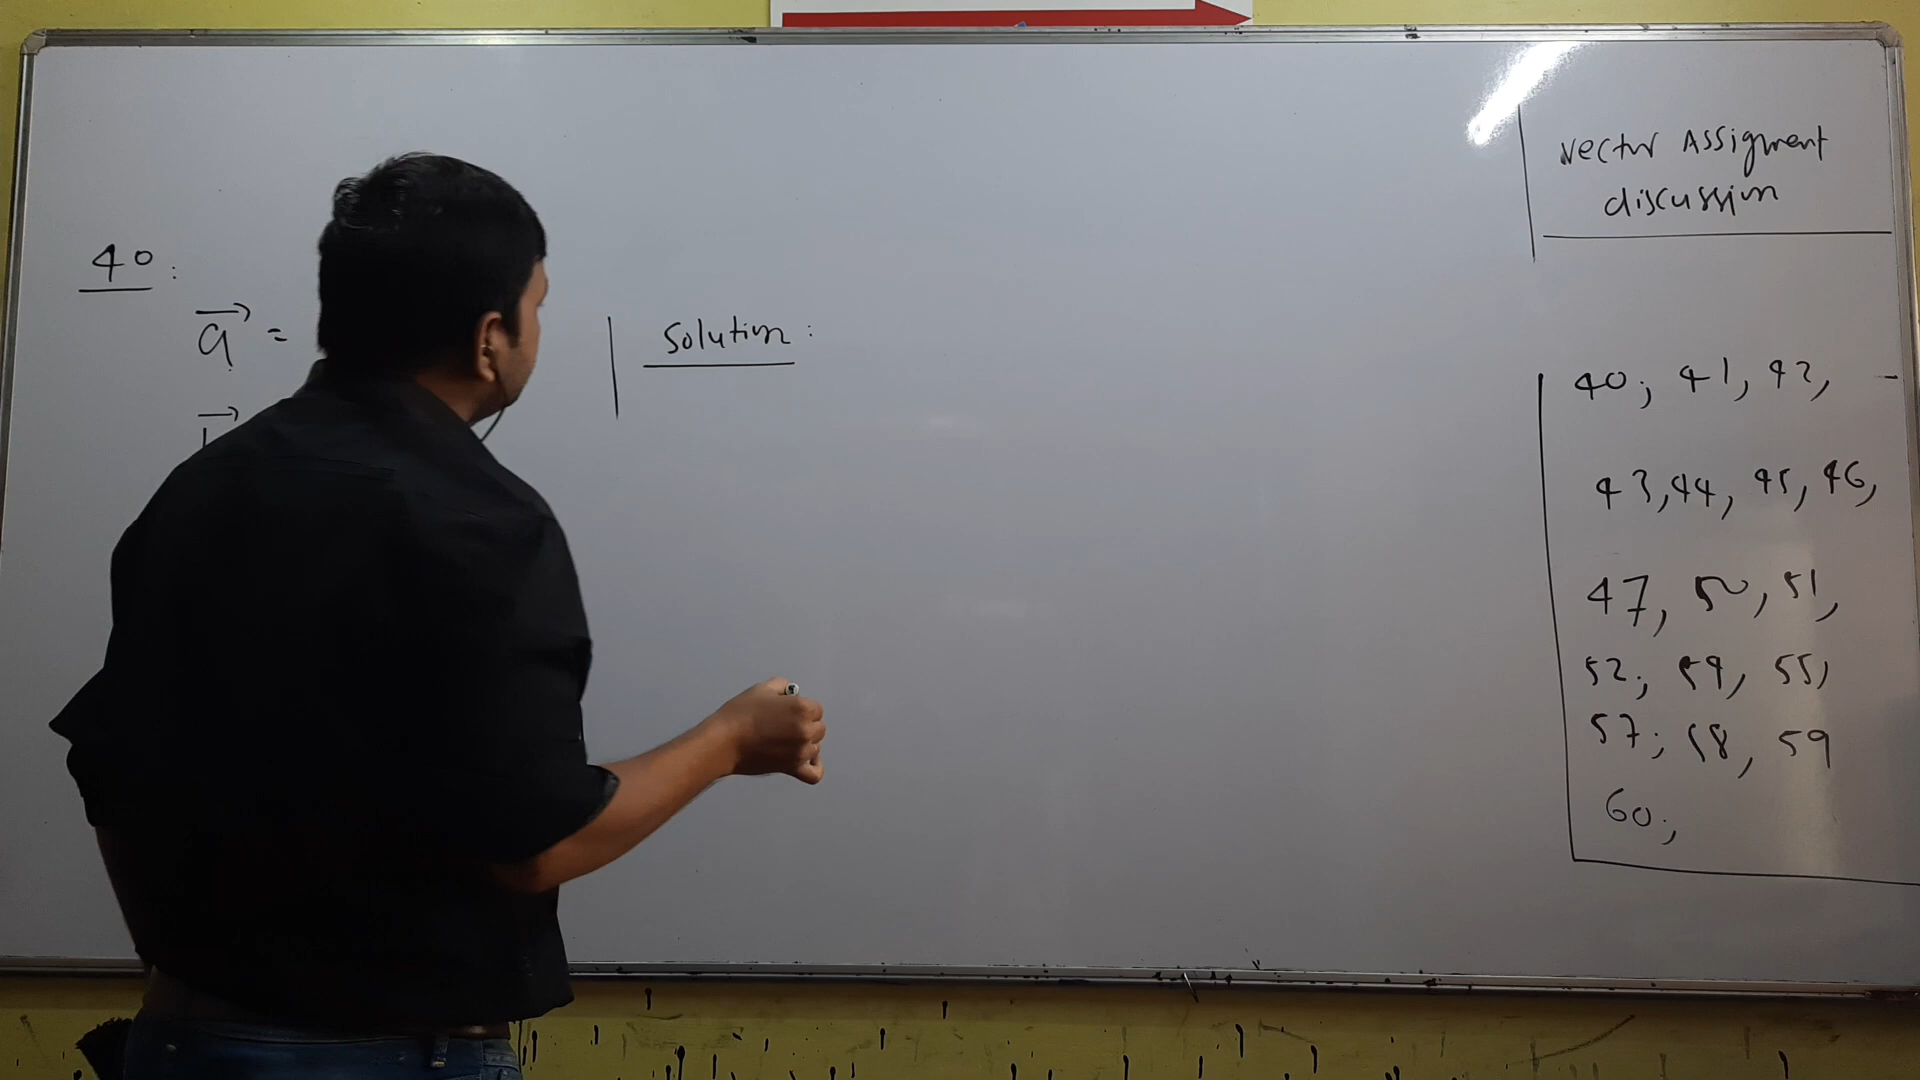 Vector Assigment
discussion
40:
a⃗ =
Solution:
40; 41, 42,
43, 44, 45, 46,
47, 50, 51,
52; 54, 55,
57; 58, 59
60;